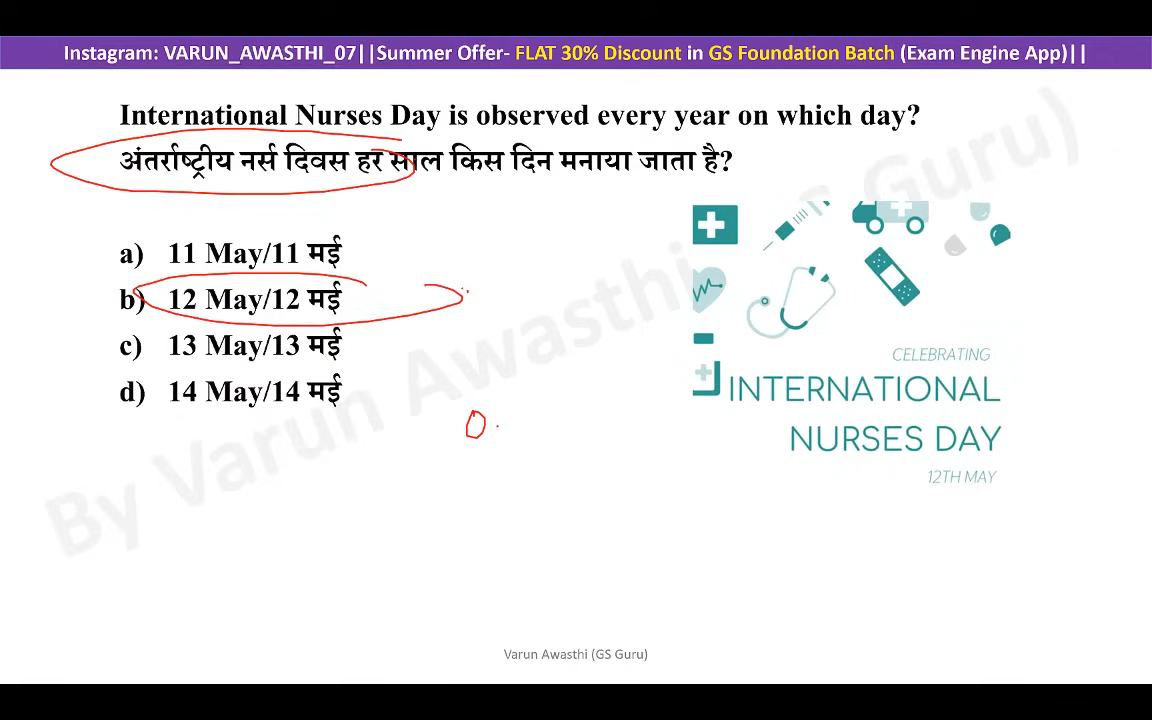 Instagram: VARUN_AWASTHI_07||Summer Offer- FLAT 30% Discount in GS Foundation Batch (Exam Engine App)||
International Nurses Day is observed every year on which day?
अंतर्राष्ट्रीय नर्स दिवस हर साल किस दिन मनाया जाता है?
a) 11 May/11 मई
b) 12 May/12 मई
c) 13 May/13 मई
d) 14 May/14 मई
0
CELEBRATING
INTERNATIONAL
NURSES DAY
12TH MAY
By Varun Awasthi (GS Guru)
Varun Awasthi (GS Guru)